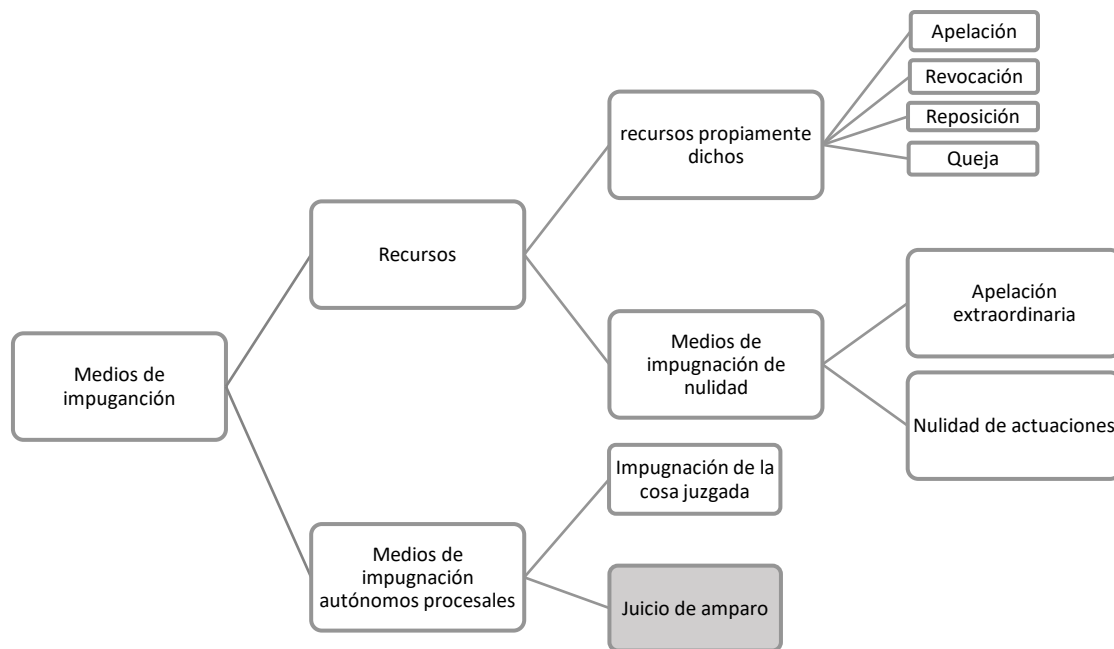 Medios de
impuganción
Recursos
recursos propiamente
dichos
Apelación
Revocación
Reposición
Queja
Medios de
impugnación de
nulidad
Apelación
extraordinaria
Nulidad de actuaciones
Medios de
impugnación
autónomos procesales
Impugnación de la
cosa juzgada
Juicio de amparo